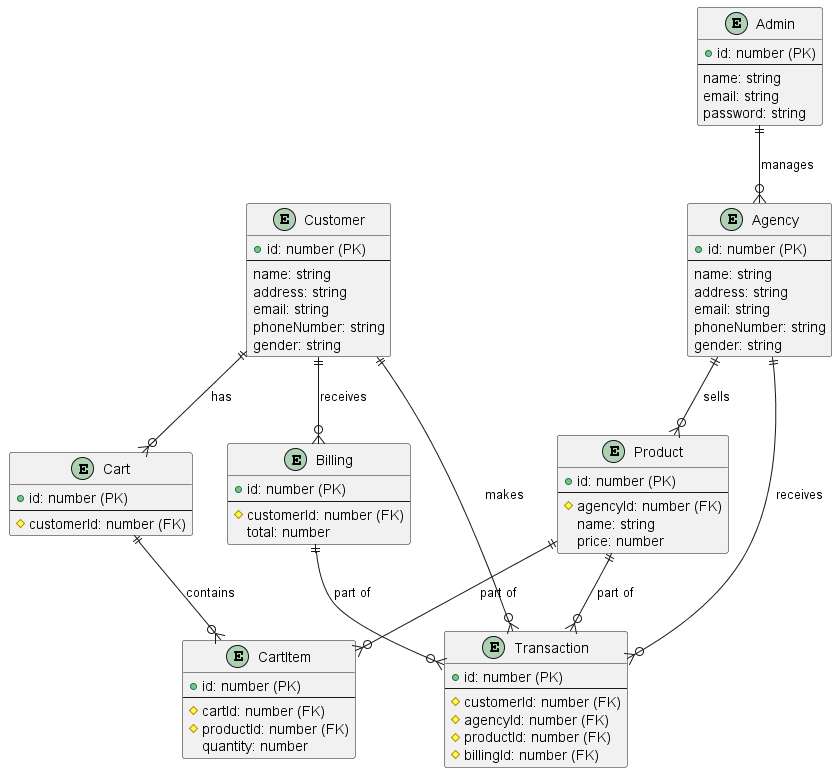 E Admin
id: number (PK)
name: string
email: string
password: string
manages
E Customer
id: number (PK)
name: string
address: string
email: string
phoneNumber: string
gender: string
E Agency
id: number (PK)
name: string
address: string
email: string
phoneNumber: string
gender: string
has
receives
sells
makes
receives
E Cart
id: number (PK)
customerId: number (FK)
E Billing
id: number (PK)
customerId: number (FK)
total: number
E Product
id: number (PK)
agencyId: number (FK)
name: string
price: number
contains
part of
part of
part of
E CartItem
id: number (PK)
cartId: number (FK)
productId: number (FK)
quantity: number
E Transaction
id: number (PK)
customerId: number (FK)
agencyId: number (FK)
productId: number (FK)
billingId: number (FK)